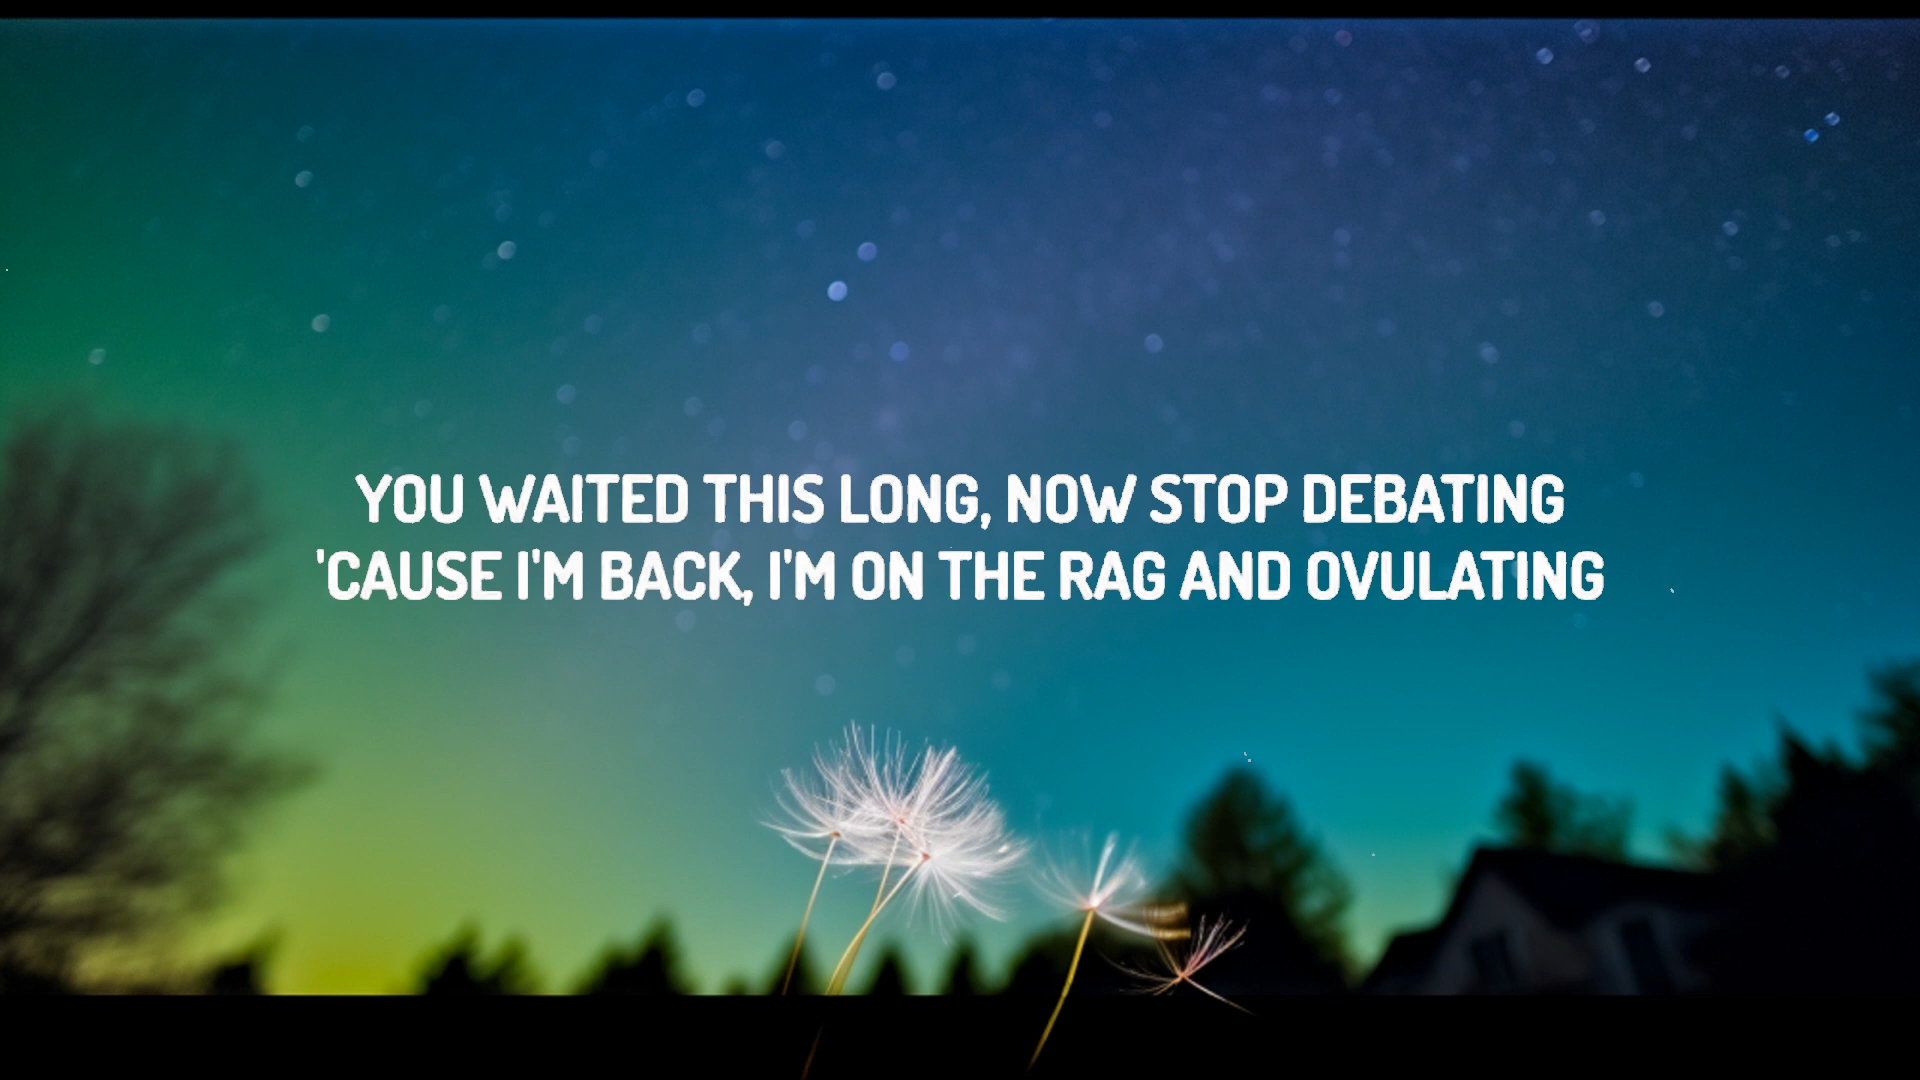 YOU WAITED THIS LONG, NOW STOP DEBATING
'CAUSE I'M BACK, I'M ON THE RAG AND OVULATING